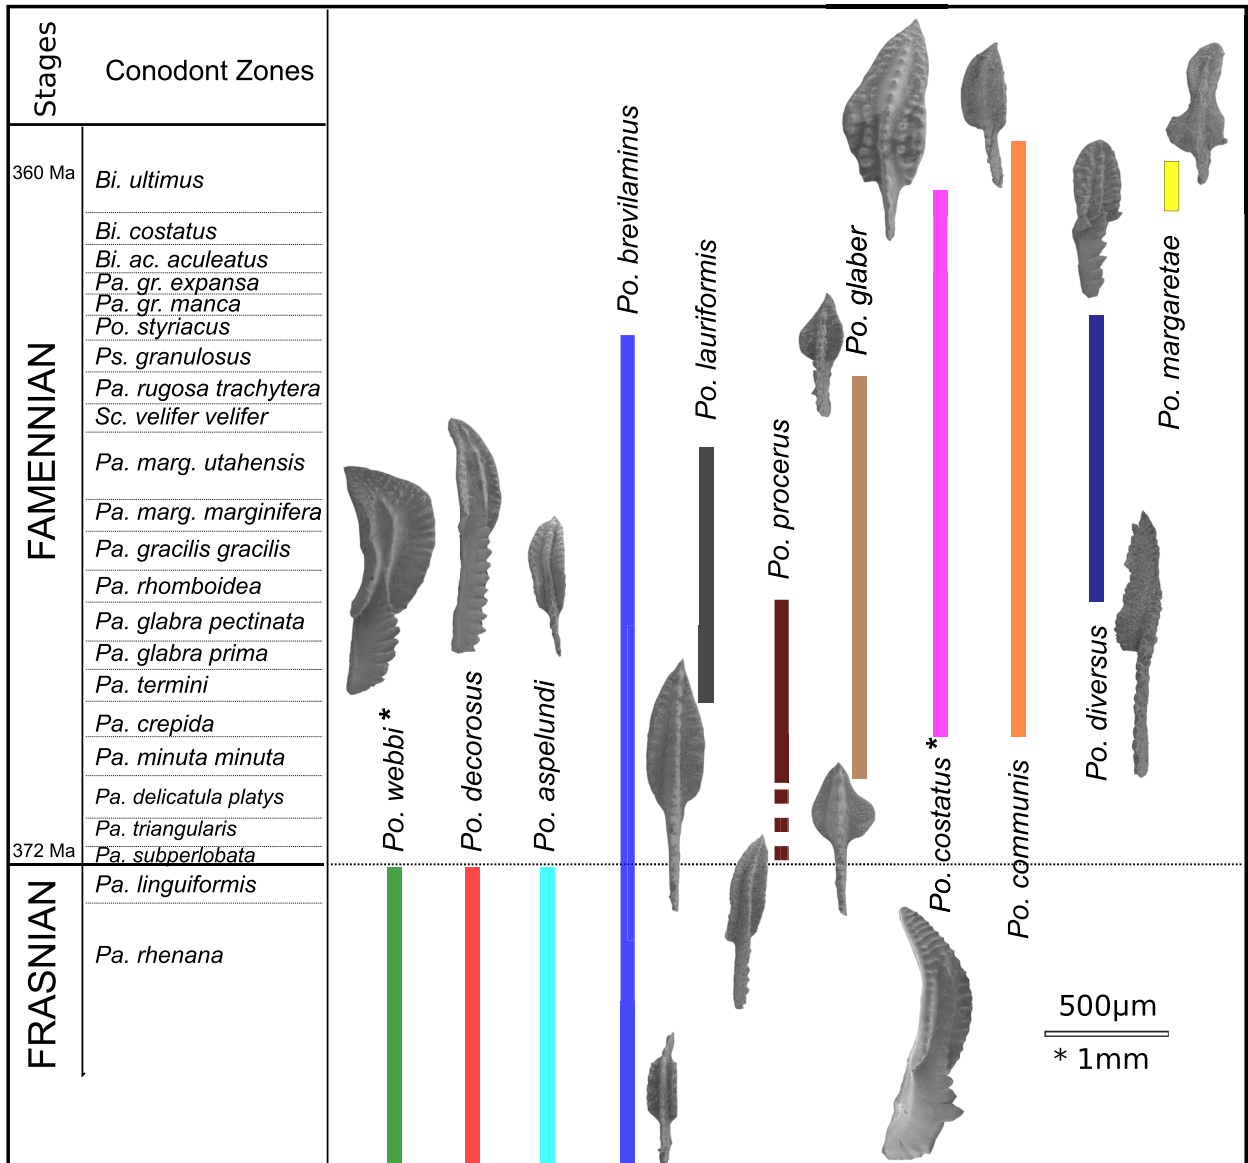 Stages
Conodont Zones
360 Ma
Bi. ultimus
Bi. costatus
Bi. ac. aculeatus
Pa. gr. expansa
Pa. gr. manca
Po. styriacus
Ps. granulosus
Pa. rugosa trachytera
Sc. velifer velifer
Pa. marg. utahensis
Pa. marg. marginifera
Pa. gracilis gracilis
Pa. rhomboidea
Pa. glabra pectinata
Pa. glabra prima
Pa. termini
Pa. crepida
Pa. minuta minuta
Pa. delicatula platys
Pa. triangularis
372 Ma
Pa. subperlobata
Pa. linguiformis
Pa. rhenana
FAMENNIAN
FRASNIAN
Po. webbi *
Po. decorosus
Po. aspelundi
Po. brevilaminus
Po. lauriformis
Po. procerus
Po. glaber
Po. costatus *
Po. communis
Po. diversus
Po. margaretae
500µm
* 1mm